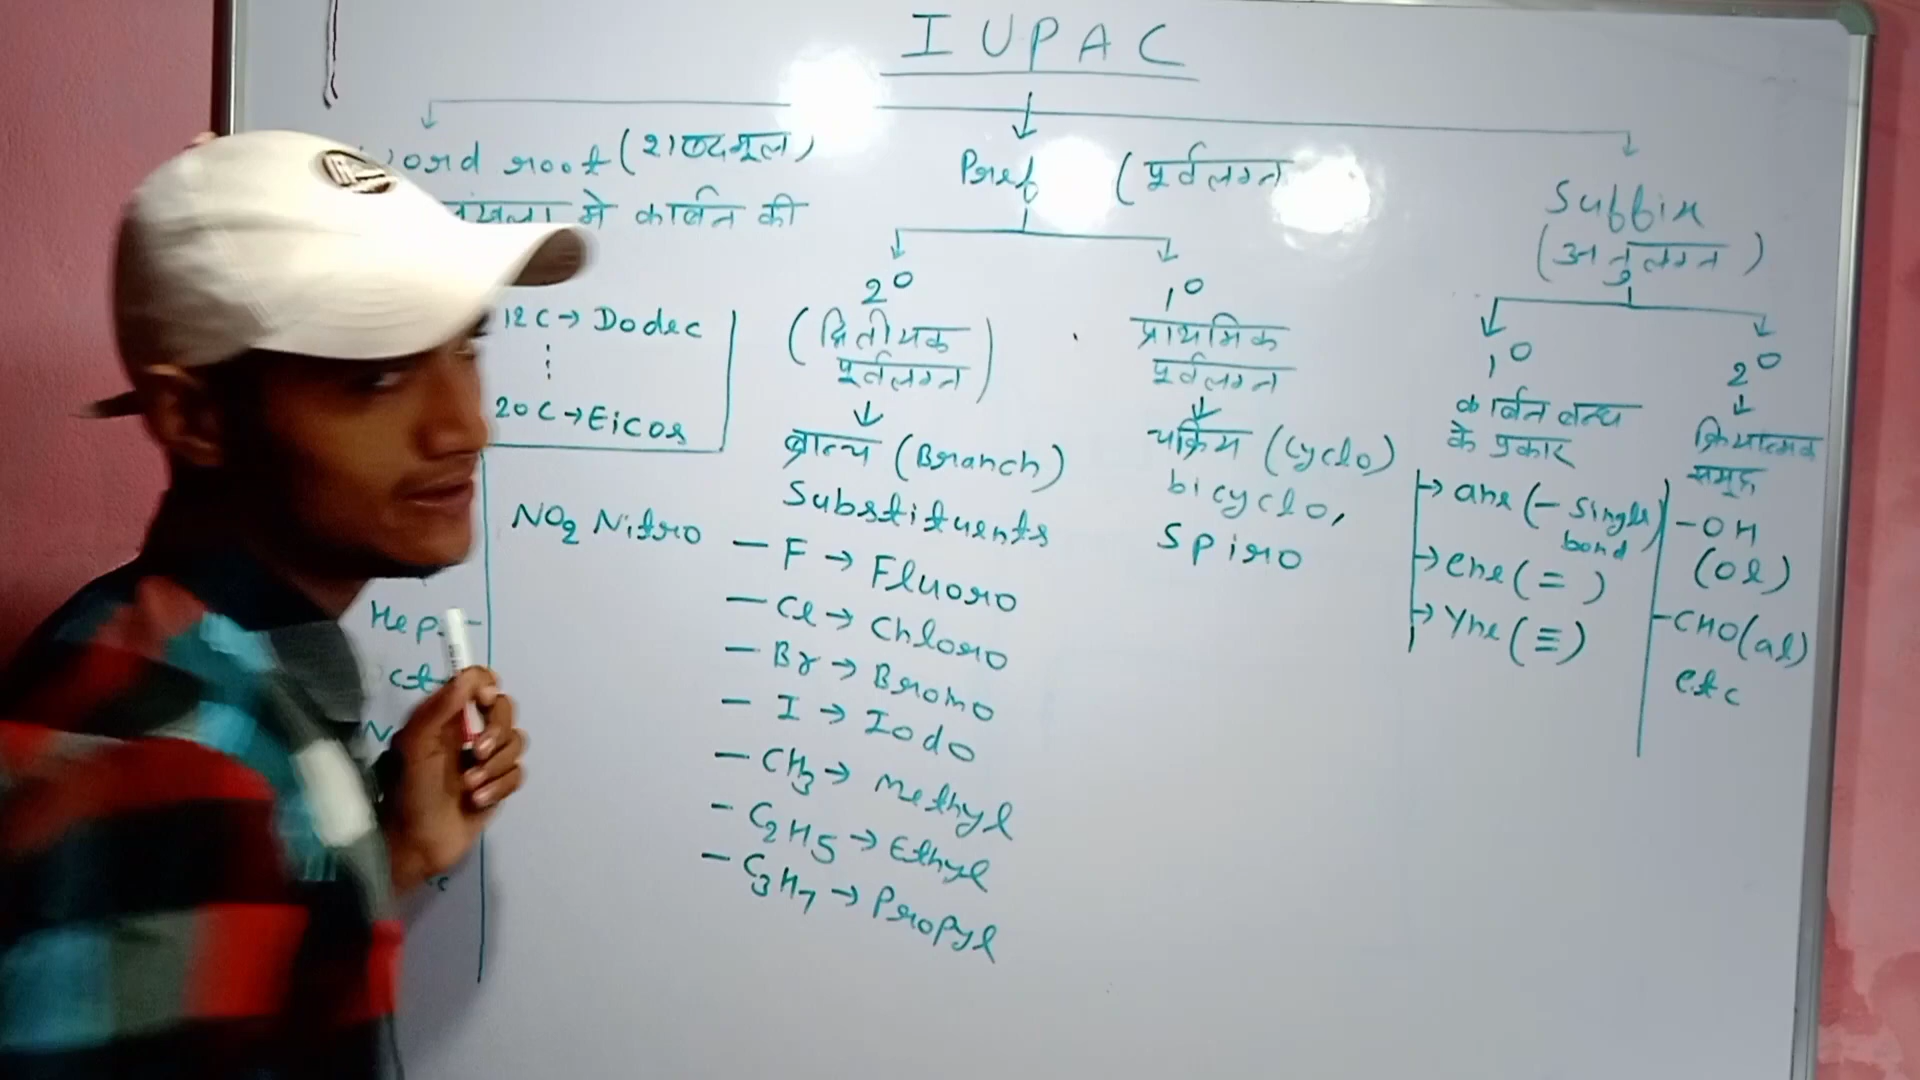 IUPAC
word root (शब्दमूल)
में कार्बन की
12C → Dodec
20C → Eicos
NO2 Nitro
Hep
Pref (पूर्वलग्न
2°
(द्वितीयक
पूर्वलग्न)
↓
ब्रान्च (Branch)
Substituents
— F → Fluoro
— Cl → Chloro
— Br → Bromo
— I → Iodo
— CH3 → Methyl
— C2H5 → Ethyl
— C3H7 → Propyl
1°
प्राथमिक
पूर्वलग्न
↓
चक्रिय (Cyclo)
bicyclo,
Spiro
Suffix
(अनुलग्न)
1°
कार्बन बन्ध
के प्रकार
→ ane (— Single
bond)
→ ene (=)
→ Yne (≡)
2°
↓
क्रियात्मक
समूह
—OH
(ol)
—CHO(al)
etc